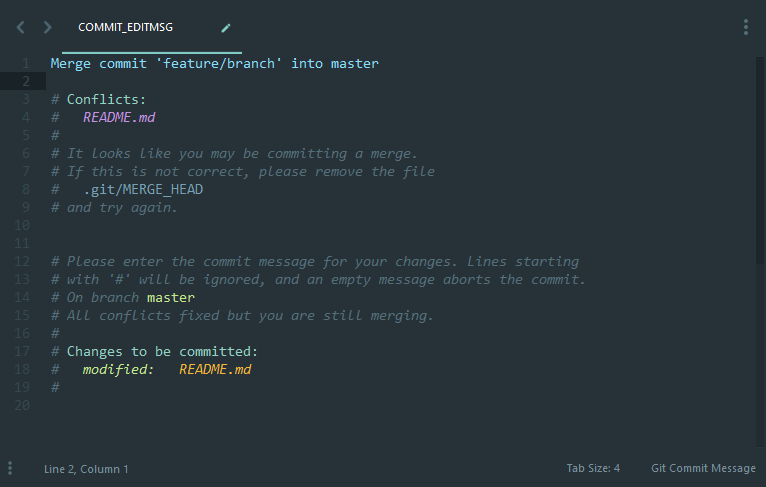 COMMIT_EDITMSG
1 Merge commit 'feature/branch' into master
2
3 # Conflicts:
4 #   README.md
5 #
6 # It looks like you may be committing a merge.
7 # If this is not correct, please remove the file
8 #   .git/MERGE_HEAD
9 # and try again.
10
11
12 # Please enter the commit message for your changes. Lines starting
13 # with '#' will be ignored, and an empty message aborts the commit.
14 # On branch master
15 # All conflicts fixed but you are still merging.
16 #
17 # Changes to be committed:
18 #   modified:   README.md
19 #
20
Line 2, Column 1 Tab Size: 4 Git Commit Message